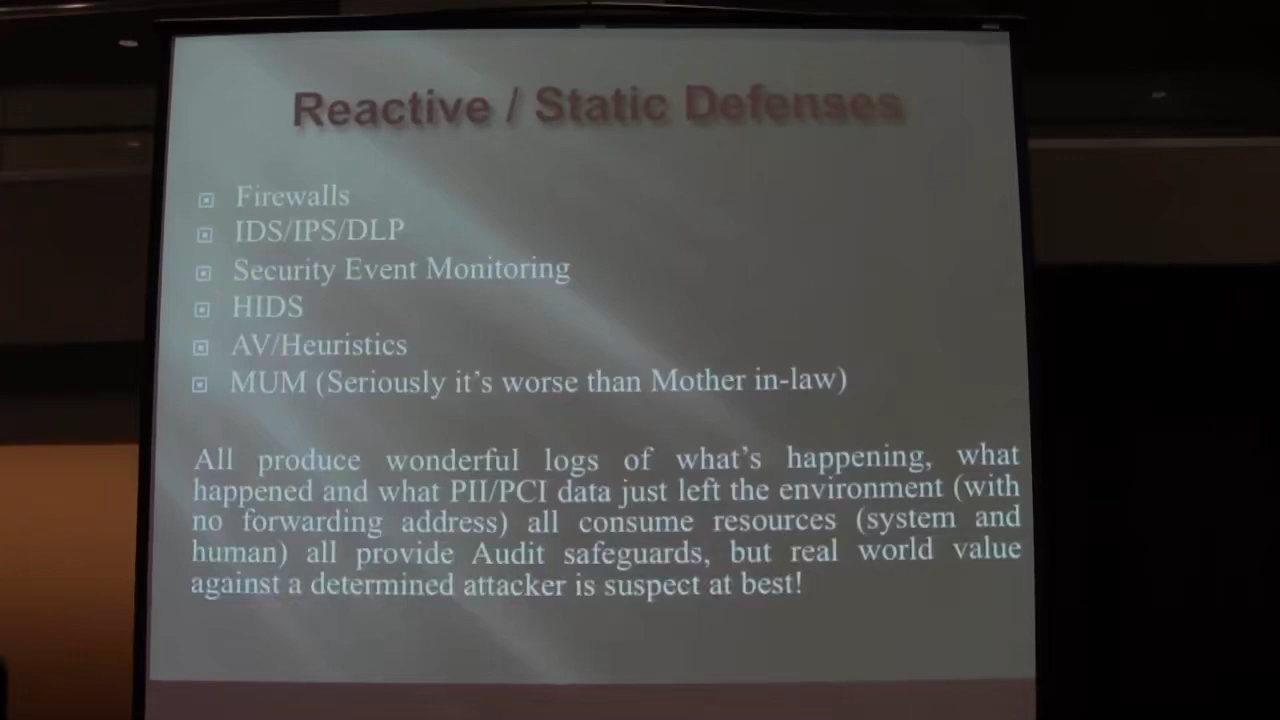 Reactive / Static Defenses
Firewalls
IDS/IPS/DLP
Security Event Monitoring
HIDS
AV/Heuristics
MUM (Seriously it's worse than Mother in-law)
All produce wonderful logs of what's happening, what
happened and what PII/PCI data just left the environment (with
no forwarding address) all consume resources (system and
human) all provide Audit safeguards, but real world value
against a determined attacker is suspect at best!